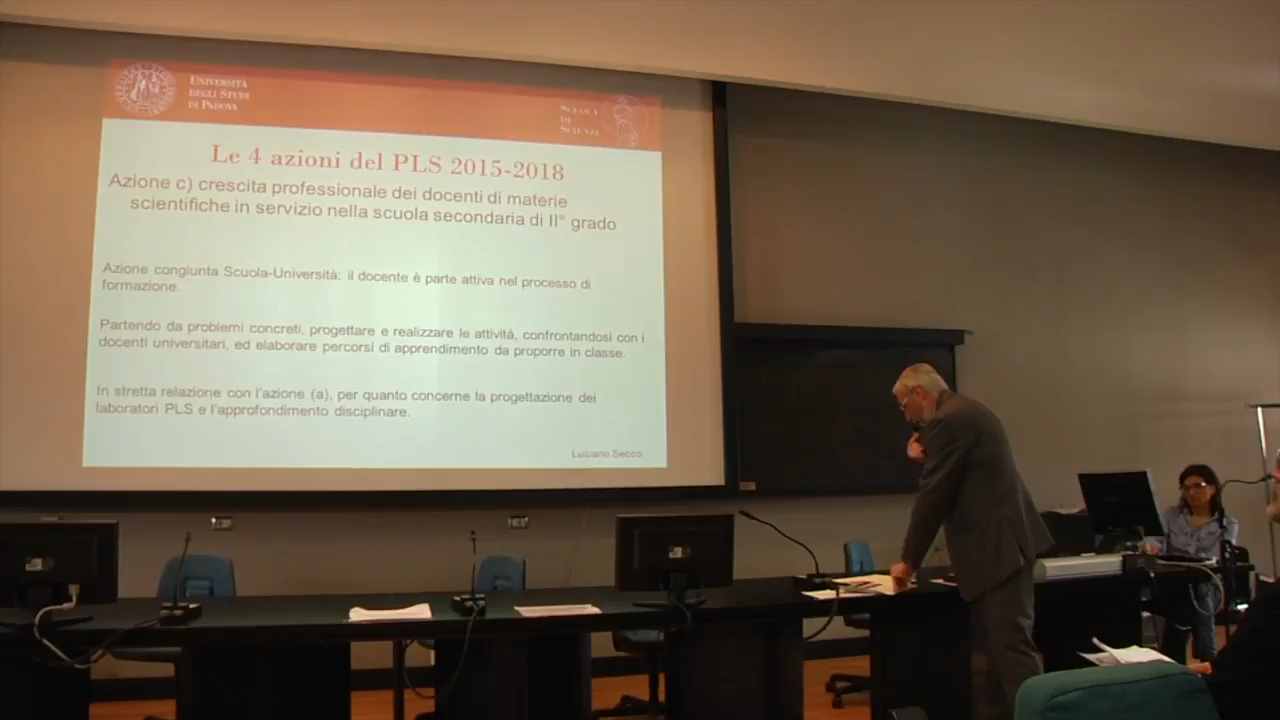 UNIVERSITÀ
DEGLI STUDI
DI PADOVA
SCUOLA
DI
SCIENZE
Le 4 azioni del PLS 2015-2018
Azione c) crescita professionale dei docenti di materie
scientifiche in servizio nella scuola secondaria di II° grado
Azione congiunta Scuola-Università: il docente è parte attiva nel processo di
formazione.
Partendo da problemi concreti, progettare e realizzare le attività, confrontandosi con i
docenti universitari, ed elaborare percorsi di apprendimento da proporre in classe.
In stretta relazione con l'azione (a), per quanto concerne la progettazione dei
laboratori PLS e l'approfondimento disciplinare.
Luciano Secco